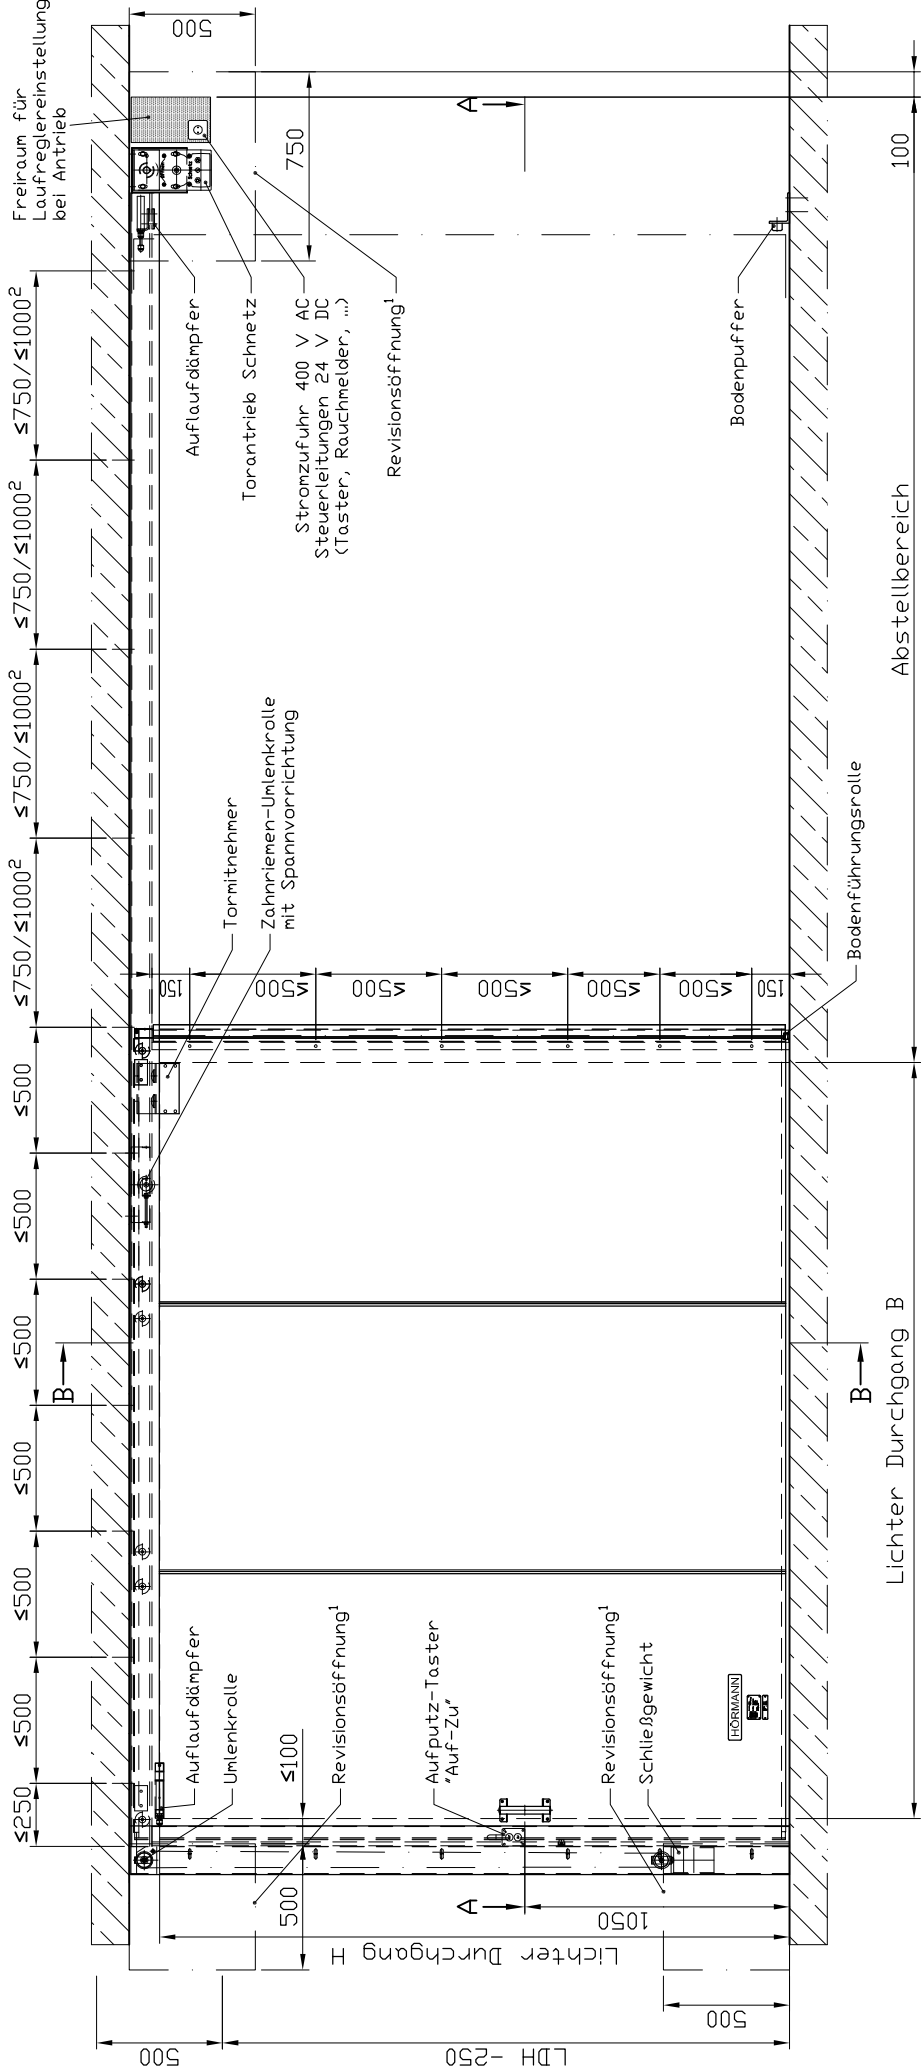 ≤250
≤500
≤500
≤500
≤500
≤500
≤500
≤750/≤1000²
≤750/≤1000²
≤750/≤1000²
≤750/≤1000²
Freiraum für
Laufreglereinstellung
bei Antrieb
500
B
500
Auflaufdämpfer
Umlenkrolle
≤100
Revisionsöffnung¹
500
Tormitnehmer
Zahnriemen-Umlenkrolle
mit Spannvorrichtung
Auflaufdämpfer
Torantrieb Schnetz
Stromzufuhr 400 V AC
Steuerleitungen 24 V DC
(Taster, Rauchmelder, ...)
750
Revisionsöffnung¹
150
≤500
≤500
≤500
≤500
≤500
150
Lichter Durchgang H
LDH -250
A
A
Aufputz-Taster
"Auf-Zu"
1050
Revisionsöffnung¹
Schließgewicht
500
HÖRMANN
Bodenpuffer
B
Bodenführungsrolle
Lichter Durchgang B
Abstellbereich
100